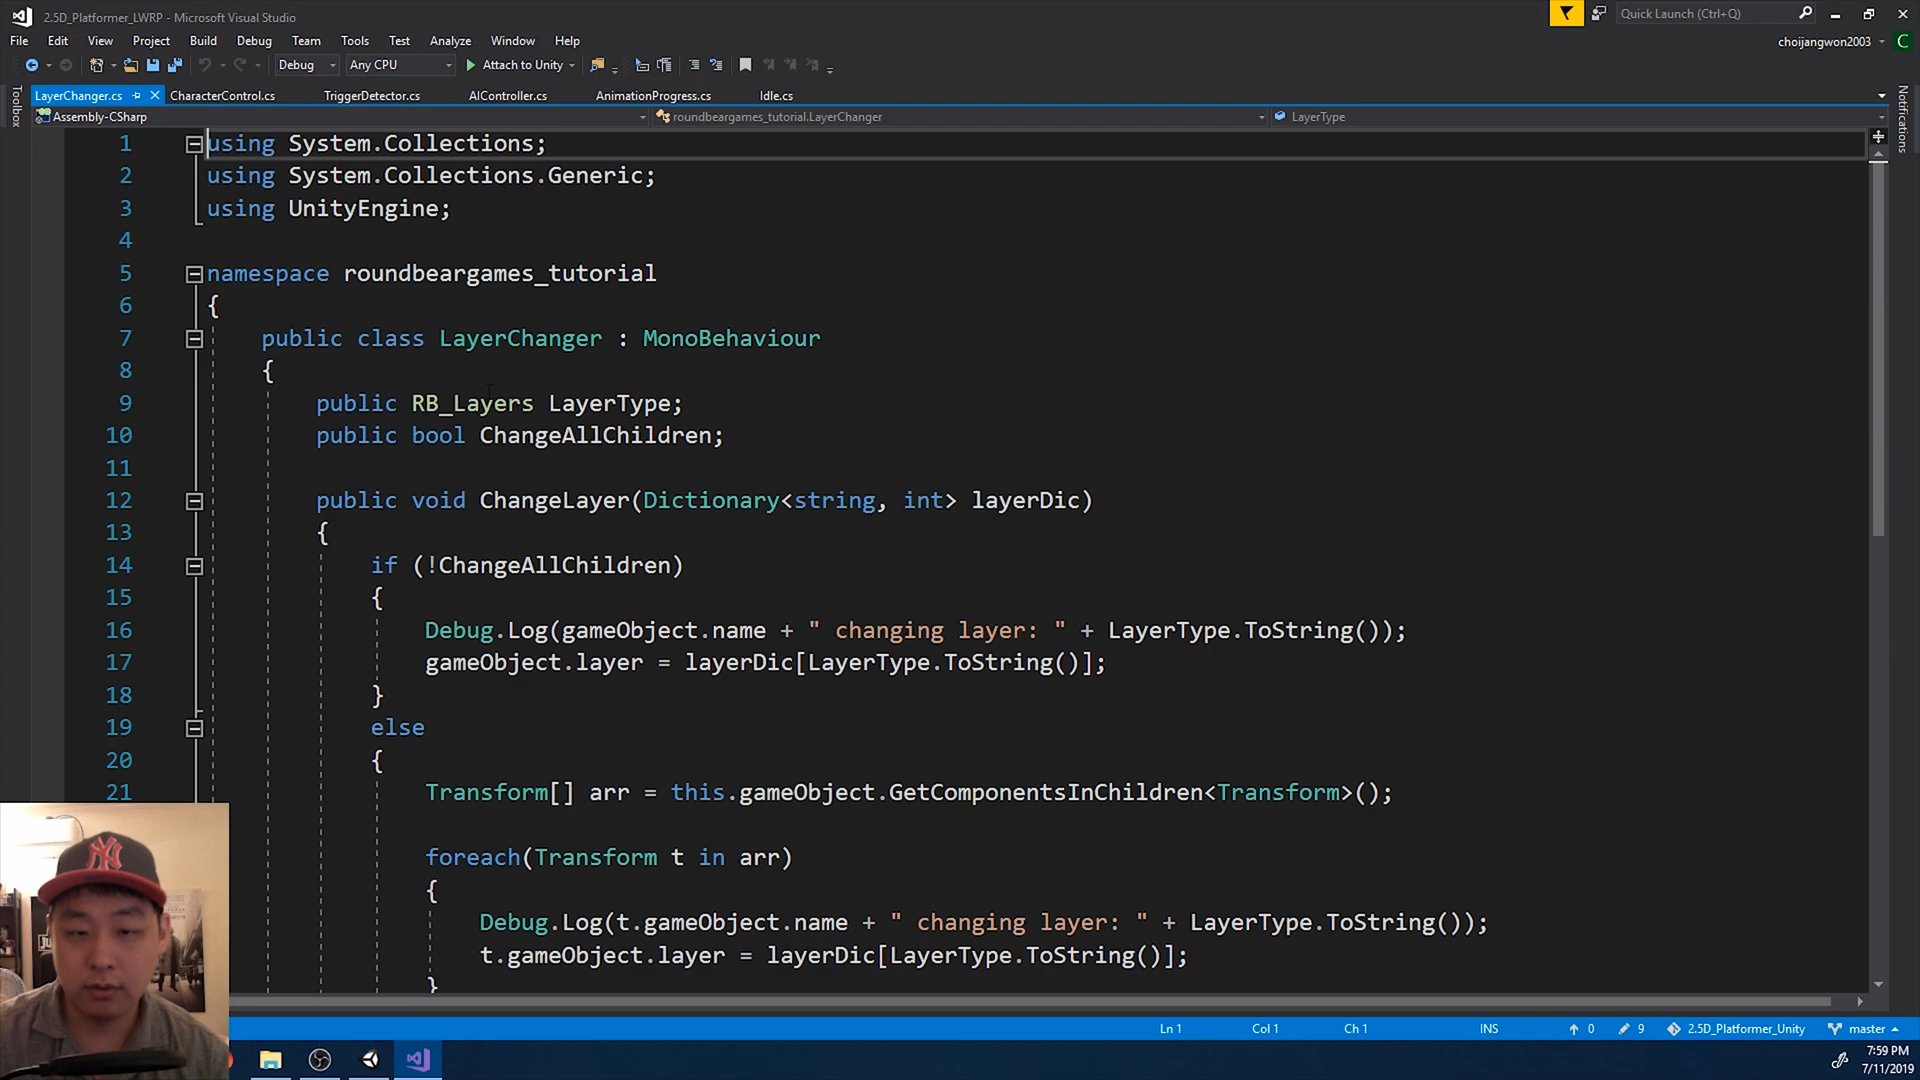 2.5D_Platformer_LWRP - Microsoft Visual Studio
Quick Launch (Ctrl+Q)
File Edit View Project Build Debug Team Tools Test Analyze Window Help
choijangwon2003 C
Debug Any CPU Attach to Unity
LayerChanger.cs CharacterControl.cs TriggerDetector.cs AIController.cs AnimationProgress.cs Idle.cs
Toolbox
Notifications
Assembly-CSharp roundbeargames_tutorial.LayerChanger LayerType
1 using System.Collections;
2 using System.Collections.Generic;
3 using UnityEngine;
4
5 namespace roundbeargames_tutorial
6 {
7 public class LayerChanger : MonoBehaviour
8 {
9 public RB_Layers LayerType;
10 public bool ChangeAllChildren;
11
12 public void ChangeLayer(Dictionary<string, int> layerDic)
13 {
14 if (!ChangeAllChildren)
15 {
16 Debug.Log(gameObject.name + " changing layer: " + LayerType.ToString());
17 gameObject.layer = layerDic[LayerType.ToString()];
18 }
19 else
20 {
21 Transform[] arr = this.gameObject.GetComponentsInChildren<Transform>();
foreach(Transform t in arr)
{
Debug.Log(t.gameObject.name + " changing layer: " + LayerType.ToString());
t.gameObject.layer = layerDic[LayerType.ToString()];
}
Ln 1 Col 1 Ch 1 INS 0 9 2.5D_Platformer_Unity master
7:59 PM
7/11/2019